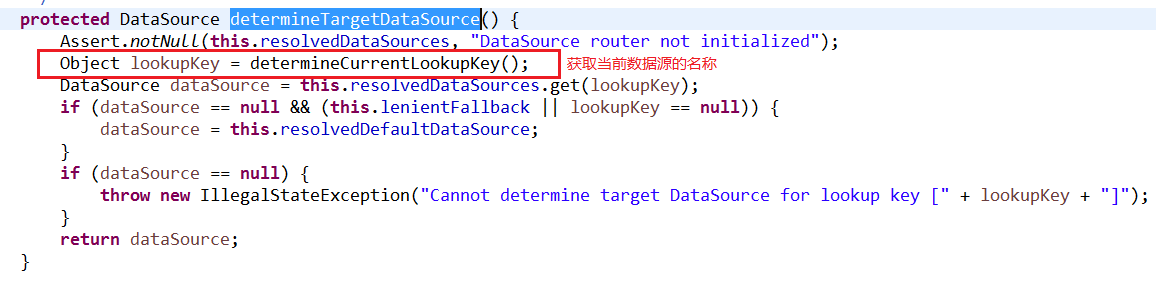 protected DataSource determineTargetDataSource() {
Assert.notNull(this.resolvedDataSources, "DataSource router not initialized");
Object lookupKey = determineCurrentLookupKey(); 获取当前数据源的名称
DataSource dataSource = this.resolvedDataSources.get(lookupKey);
if (dataSource == null && (this.lenientFallback || lookupKey == null)) {
dataSource = this.resolvedDefaultDataSource;
}
if (dataSource == null) {
throw new IllegalStateException("Cannot determine target DataSource for lookup key [" + lookupKey + "]");
}
return dataSource;
}